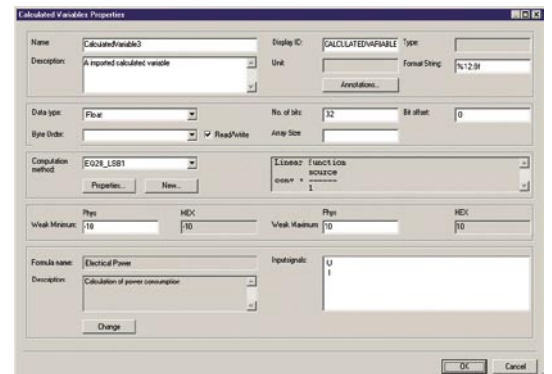 Calculated Variables Properties
Name: CalculatedVariable3 Display ID: CALCULATEDVARIABLE Type:
Description: A imported calculated variable Unit: Format String: %12.9f
Annotations...
Data type: Float No. of bits: 32 Bit offset: 0
Byte Order: Read/Write Array Size:
Computation method: EQ28_LSB1 Linear function
source
conv = ------
1
Properties... New...
Phys HEX Phys HEX
Weak Minimum: -10 -10 Weak Maximum: 10 10
Formula name: Electrical Power Inputsignals: U
I
Description: Calculation of power consumption
Change
OK Cancel